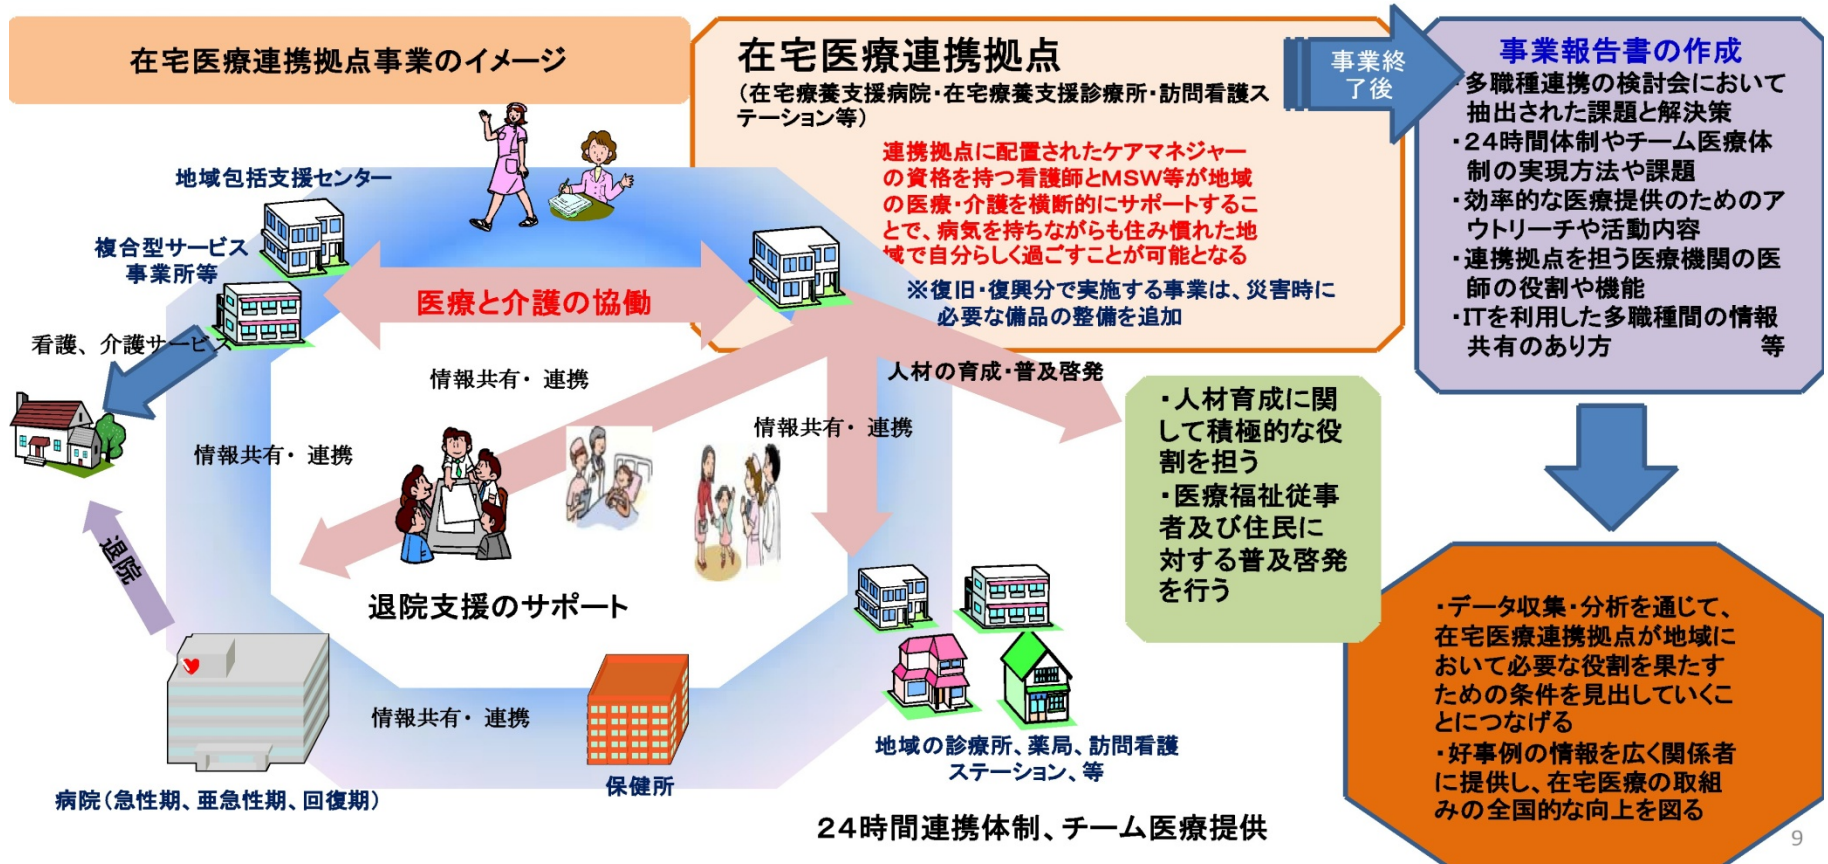 在宅医療連携拠点事業のイメージ
在宅医療連携拠点
（在宅療養支援病院・在宅療養支援診療所・訪問看護ス
テーション等）
連携拠点に配置されたケアマネジャー
の資格を持つ看護師とMSW等が地域
の医療・介護を横断的にサポートするこ
とで、病気を持ちながらも住み慣れた地
域で自分らしく過ごすことが可能となる
※復旧・復興分で実施する事業は、災害時に
必要な備品の整備を追加
事業終
了後
事業報告書の作成
・多職種連携の検討会において
抽出された課題と解決策
・24時間体制やチーム医療体
制の実現方法や課題
・効率的な医療提供のためのア
ウトリーチや活動内容
・連携拠点を担う医療機関の医
師の役割や機能
・ITを利用した多職種間の情報
共有のあり方　　　　　　等
地域包括支援センター
複合型サービス
事業所等
医療と介護の協働
看護、介護サービス
情報共有・連携
人材の育成・普及啓発
情報共有・連携
情報共有・連携
・人材育成に関
して積極的な役
割を担う
・医療福祉従事
者及び住民に
対する普及啓発
を行う
退院
退院支援のサポート
情報共有・連携
保健所
病院（急性期、亜急性期、回復期）
地域の診療所、薬局、訪問看護
ステーション、等
24時間連携体制、チーム医療提供
・データ収集・分析を通じて、
在宅医療連携拠点が地域に
おいて必要な役割を果たす
ための条件を見出していくこ
とにつなげる
・好事例の情報を広く関係者
に提供し、在宅医療の取組
みの全国的な向上を図る
9